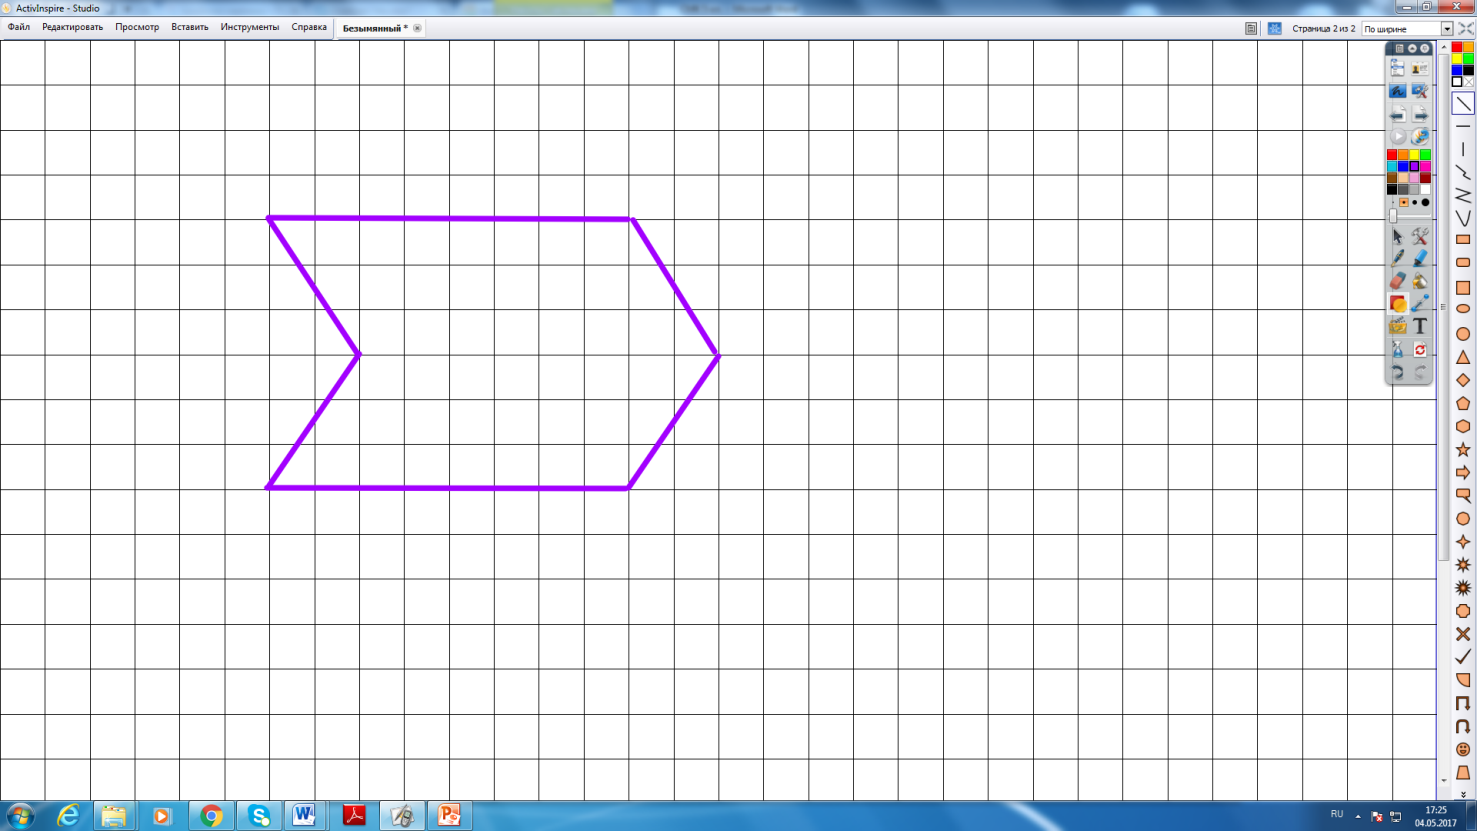 ActivInspire - Studio
Файл Редактировать Просмотр Вставить Инструменты Справка Безымянный *
Страница 2 из 2 По ширине
RU 17:25
04.05.2017